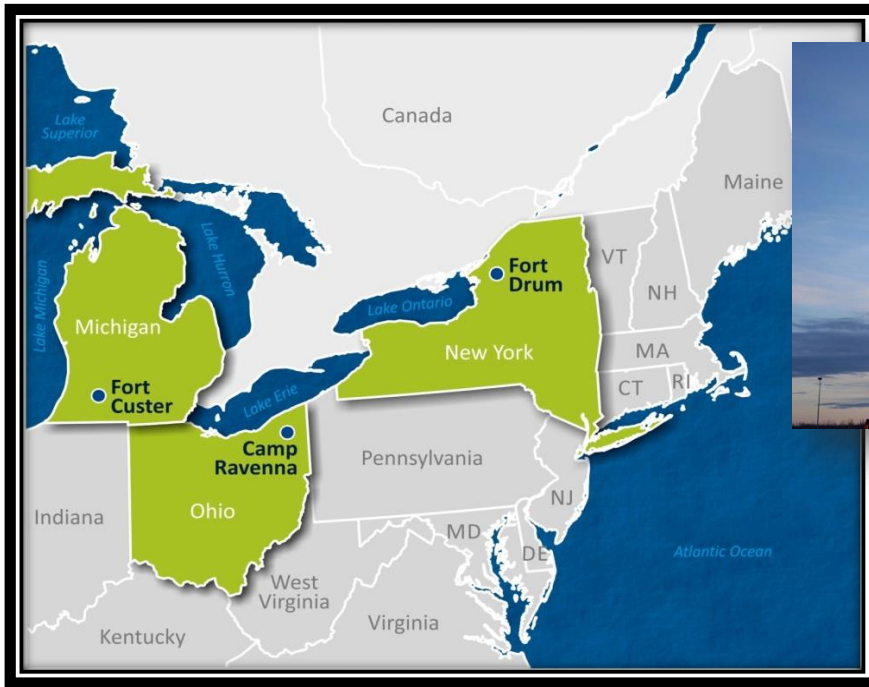 Lake
Superior
Canada
Maine
Lake Michigan
Lake Hurron
Michigan
Fort
Custer
Lake Ontario
Fort
Drum
New York
VT
NH
MA
CT
RI
Lake Erie
Camp
Ravenna
Pennsylvania
NJ
Indiana
Ohio
MD
DE
Atlantic Ocean
West
Virginia
Virginia
Kentucky